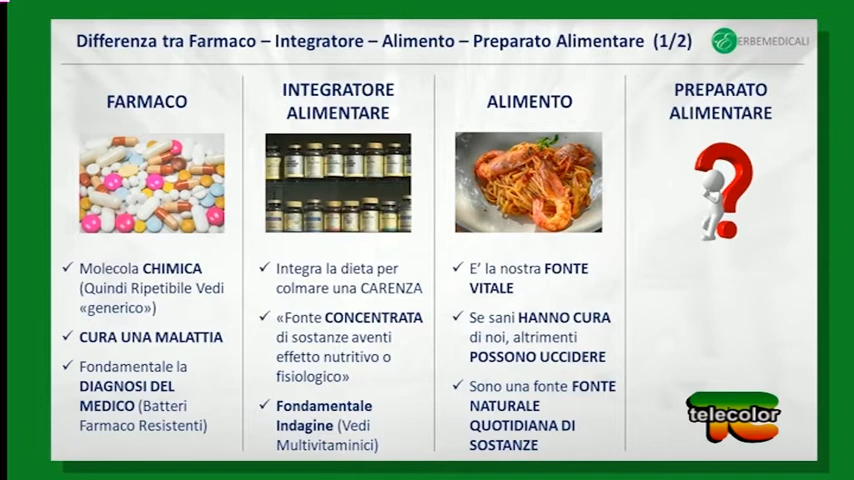 Differenza tra Farmaco – Integratore – Alimento – Preparato Alimentare (1/2)
ERBEMEDICALI
FARMACO
✓ Molecola CHIMICA
(Quindi Ripetibile Vedi
«generico»)
✓ CURA UNA MALATTIA
✓ Fondamentale la
DIAGNOSI DEL
MEDICO (Batteri
Farmaco Resistenti)
INTEGRATORE
ALIMENTARE
✓ Integra la dieta per
colmare una CARENZA
✓ «Fonte CONCENTRATA
di sostanze aventi
effetto nutritivo o
fisiologico»
✓ Fondamentale
Indagine (Vedi
Multivitaminici)
ALIMENTO
✓ E’ la nostra FONTE
VITALE
✓ Se sani HANNO CURA
di noi, altrimenti
POSSONO UCCIDERE
✓ Sono una fonte FONTE
NATURALE
QUOTIDIANA DI
SOSTANZE
PREPARATO
ALIMENTARE
?
telecolor